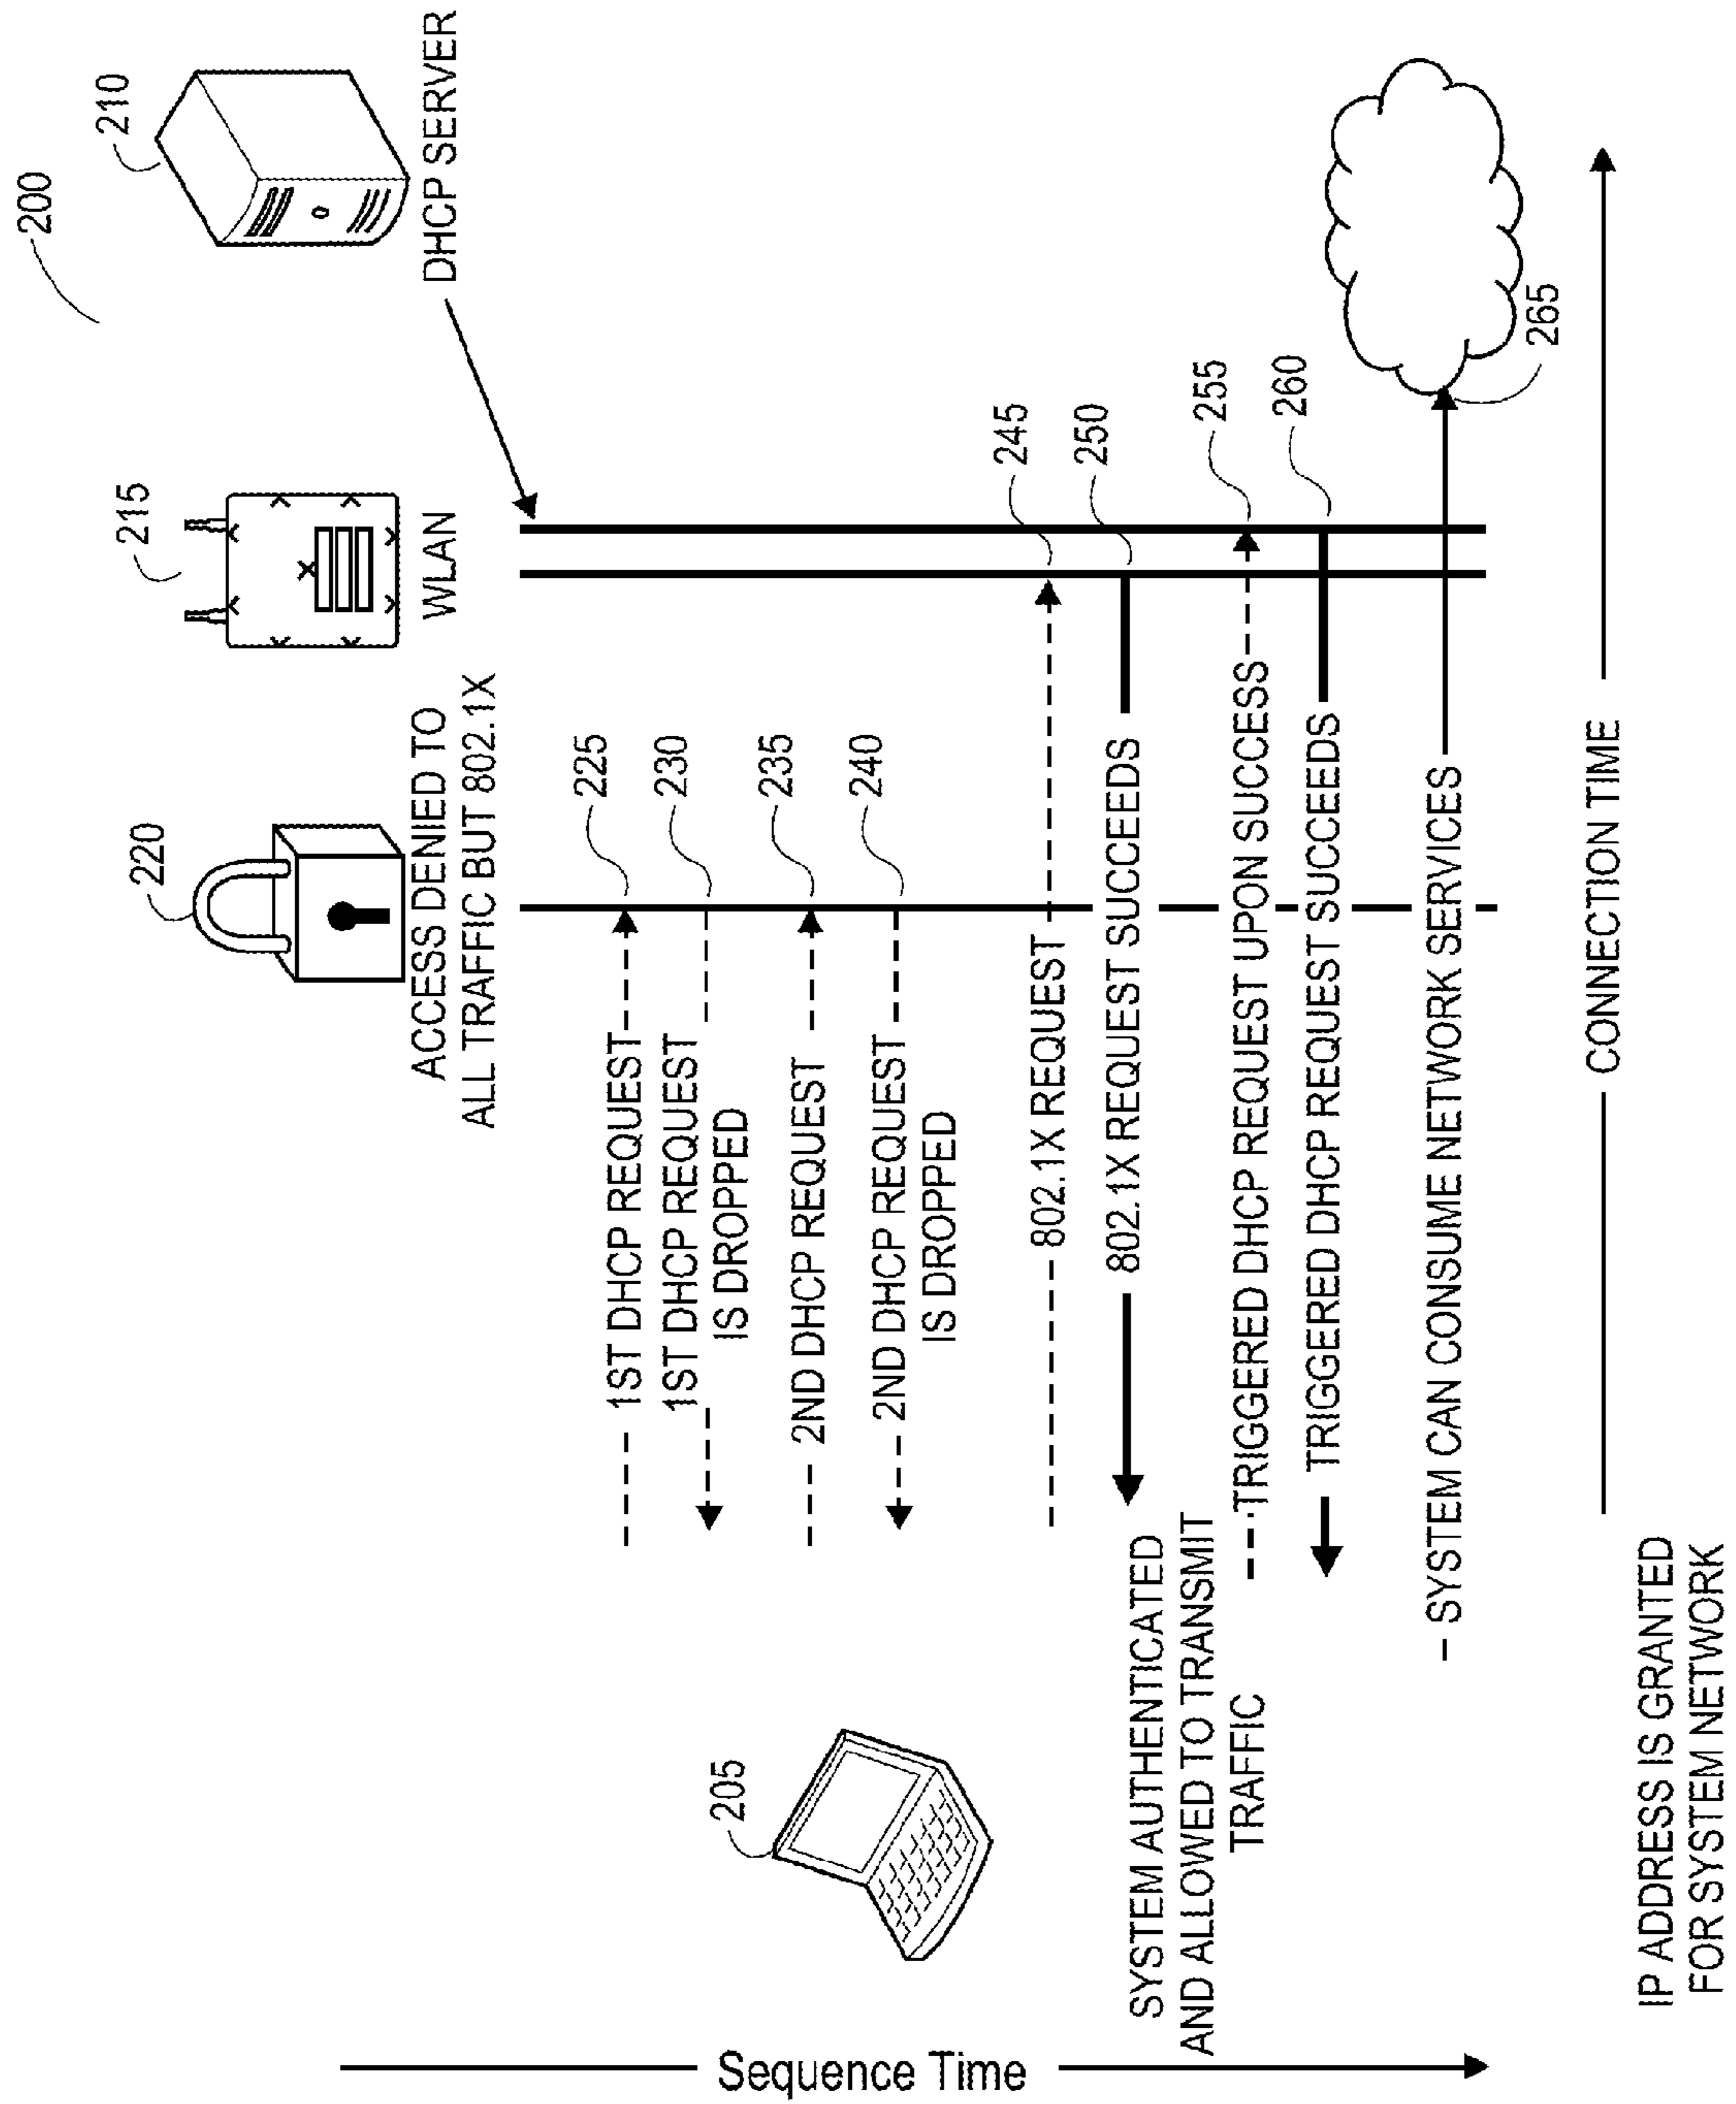 200
205
220
215
210
ACCESS DENIED TO
ALL TRAFFIC BUT 802.1X
WLAN
DHCP SERVER
1ST DHCP REQUEST
225
1ST DHCP REQUEST
IS DROPPED
230
2ND DHCP REQUEST
235
2ND DHCP REQUEST
IS DROPPED
240
802.1X REQUEST
245
802.1X REQUEST SUCCEEDS
250
SYSTEM AUTHENTICATED
AND ALLOWED TO TRANSMIT
TRAFFIC
TRIGGERED DHCP REQUEST UPON SUCCESS
255
TRIGGERED DHCP REQUEST SUCCEEDS
260
SYSTEM CAN CONSUME NETWORK SERVICES
265
CONNECTION TIME
IP ADDRESS IS GRANTED
FOR SYSTEM NETWORK
Sequence Time